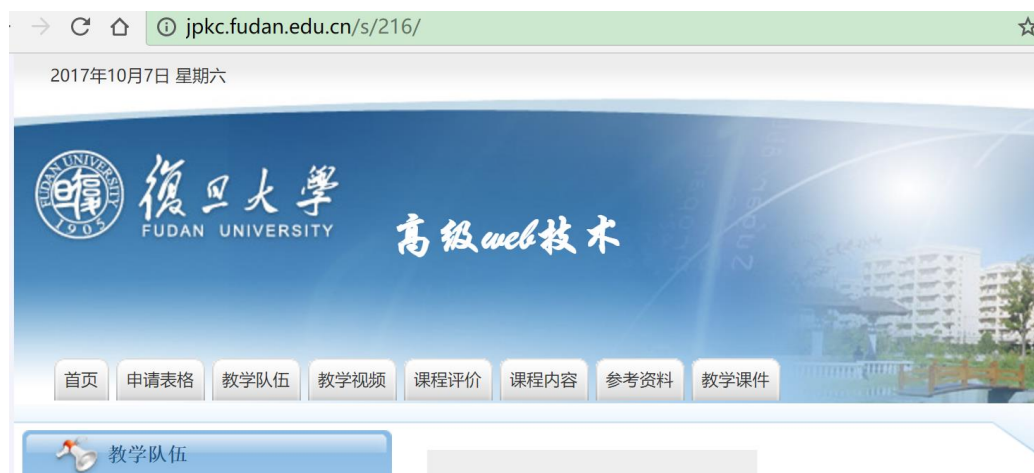 jpkc.fudan.edu.cn/s/216/
2017年10月7日 星期六
FUDAN UNIVERSITY
1905
復旦大學
FUDAN UNIVERSITY
高级web技术
首页 申请表格 教学队伍 教学视频 课程评价 课程内容 参考资料 教学课件
教学队伍